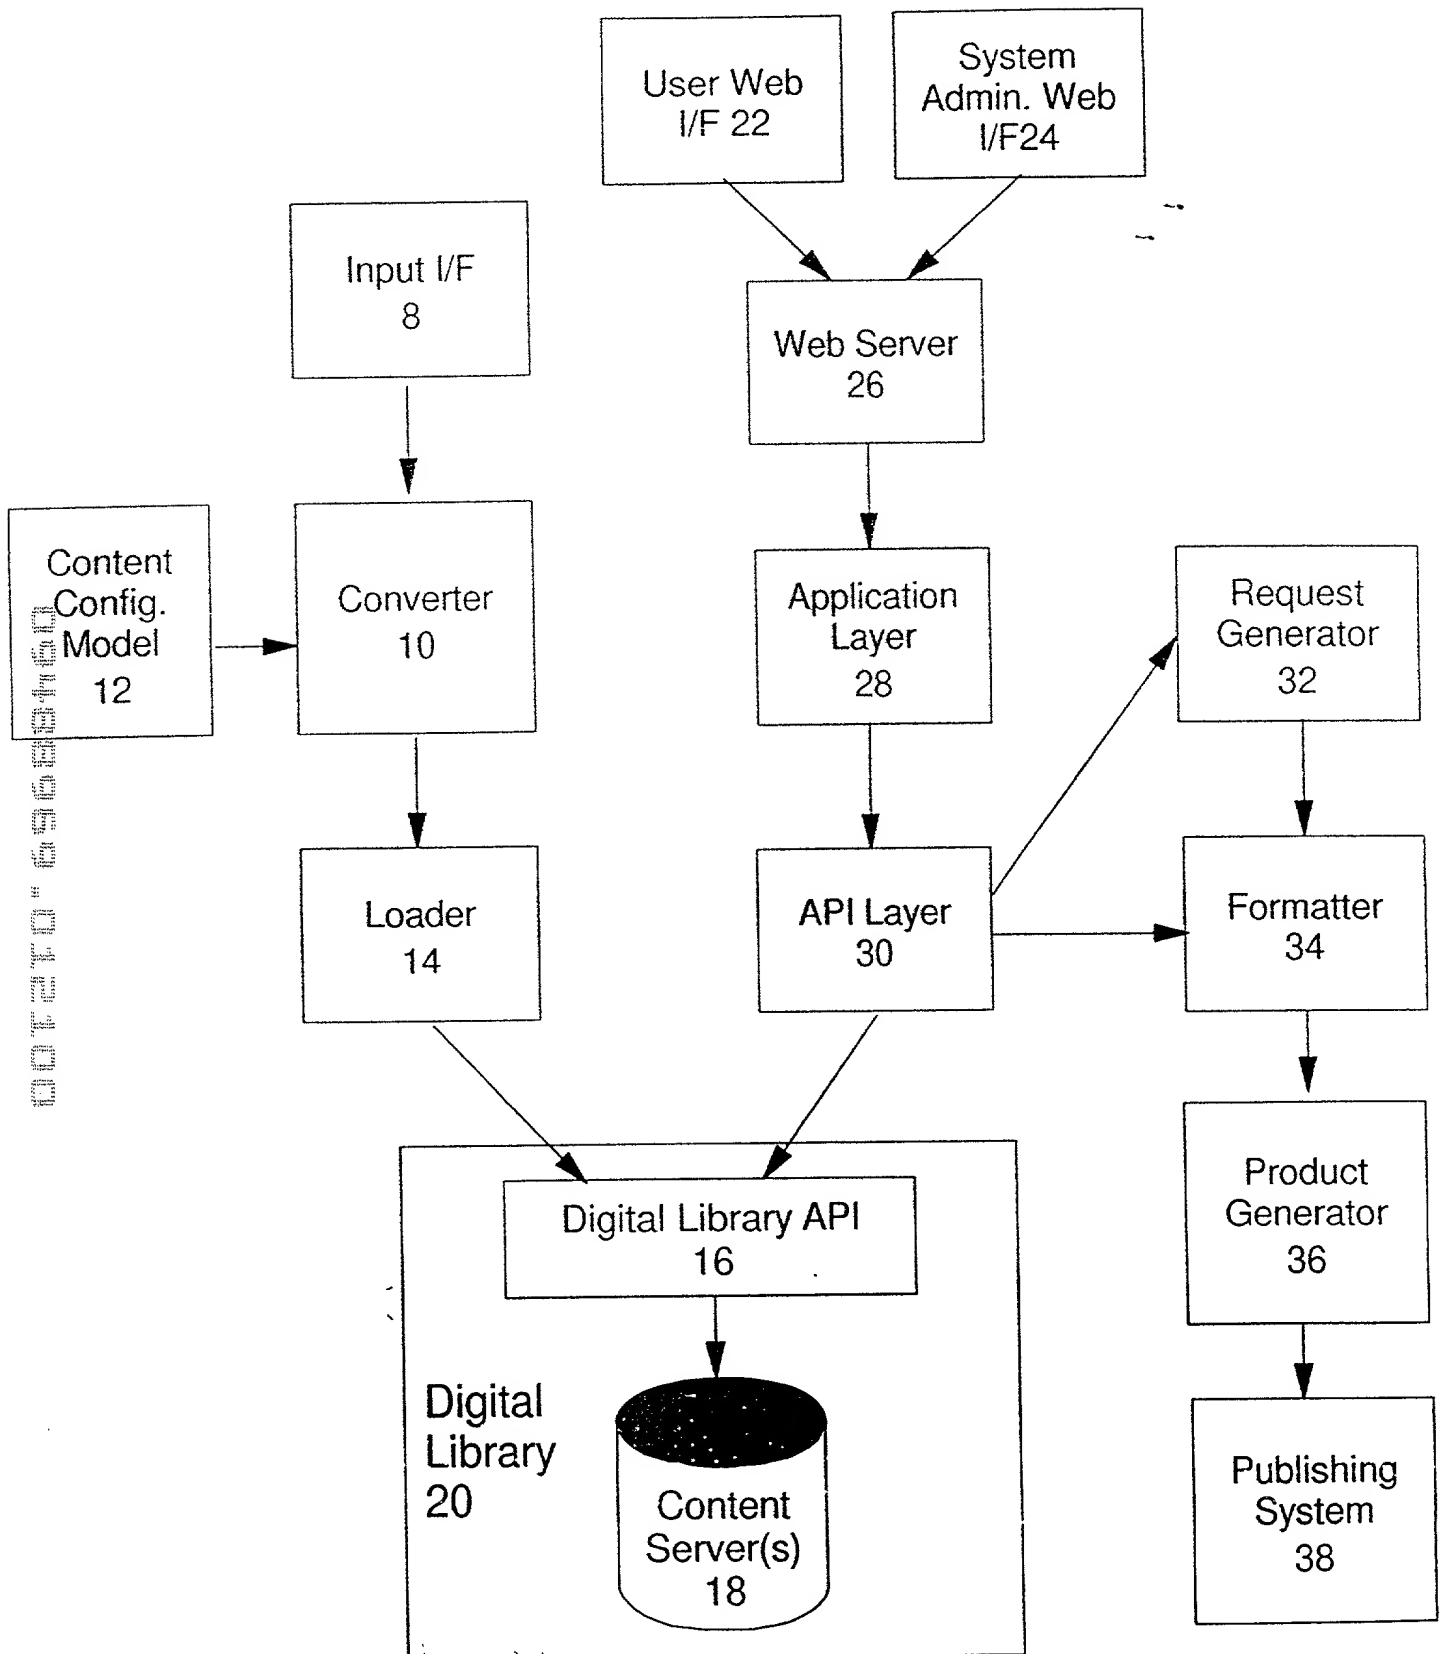 User Web
I/F 22
System
Admin. Web
I/F24
Input I/F
8
Web Server
26
Content
Config.
Model
12
Converter
10
Application
Layer
28
Request
Generator
32
Loader
14
API Layer
30
Formatter
34
Digital Library API
16
Product
Generator
36
Digital
Library
20
Content
Server(s)
18
Publishing
System
38